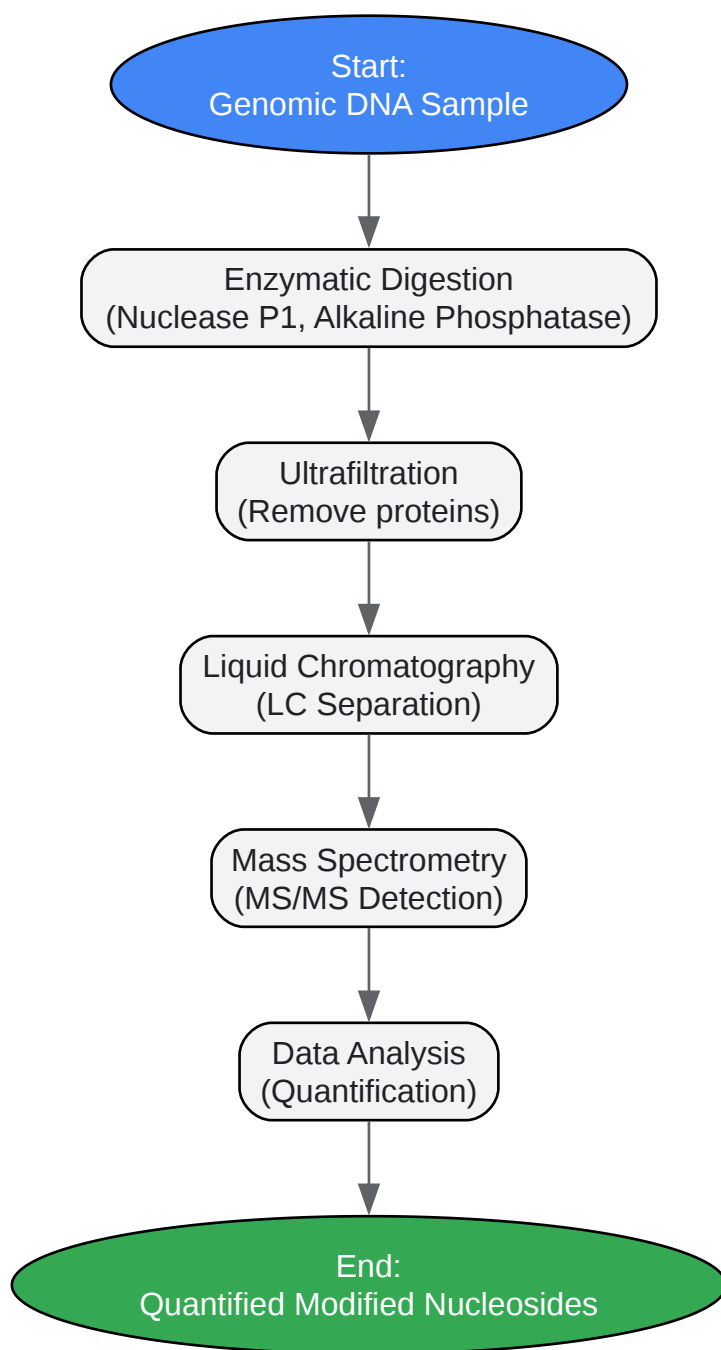 Start:
Genomic DNA Sample
Enzymatic Digestion
(Nuclease P1, Alkaline Phosphatase)
Ultrafiltration
(Remove proteins)
Liquid Chromatography
(LC Separation)
Mass Spectrometry
(MS/MS Detection)
Data Analysis
(Quantification)
End:
Quantified Modified Nucleosides